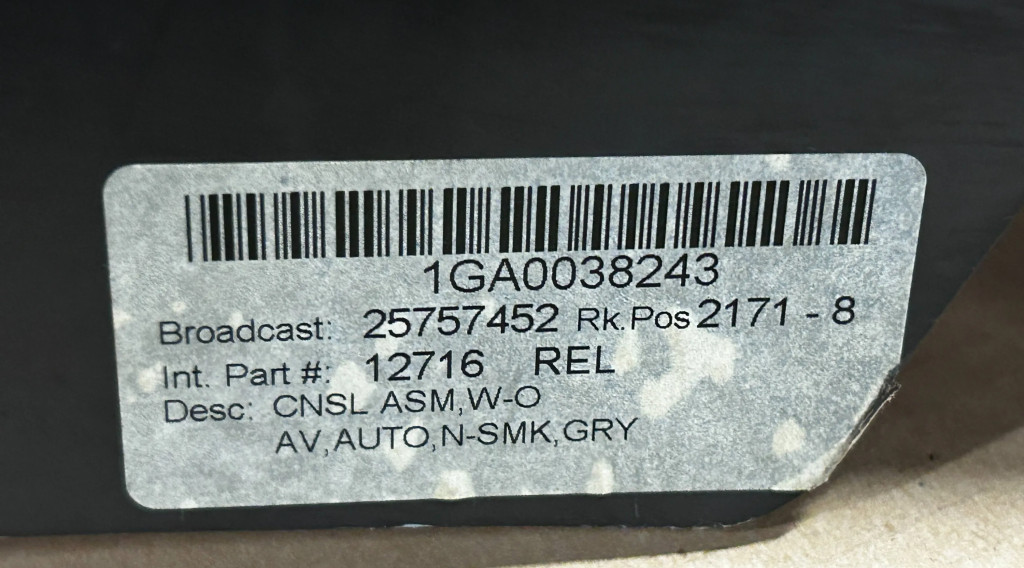 1GA0038243
Broadcast: 25757452 Rk.Pos 2171 - 8
Int. Part #: 12716 REL
Desc: CNSL ASM,W-O
AV,AUTO,N-SMK,GRY